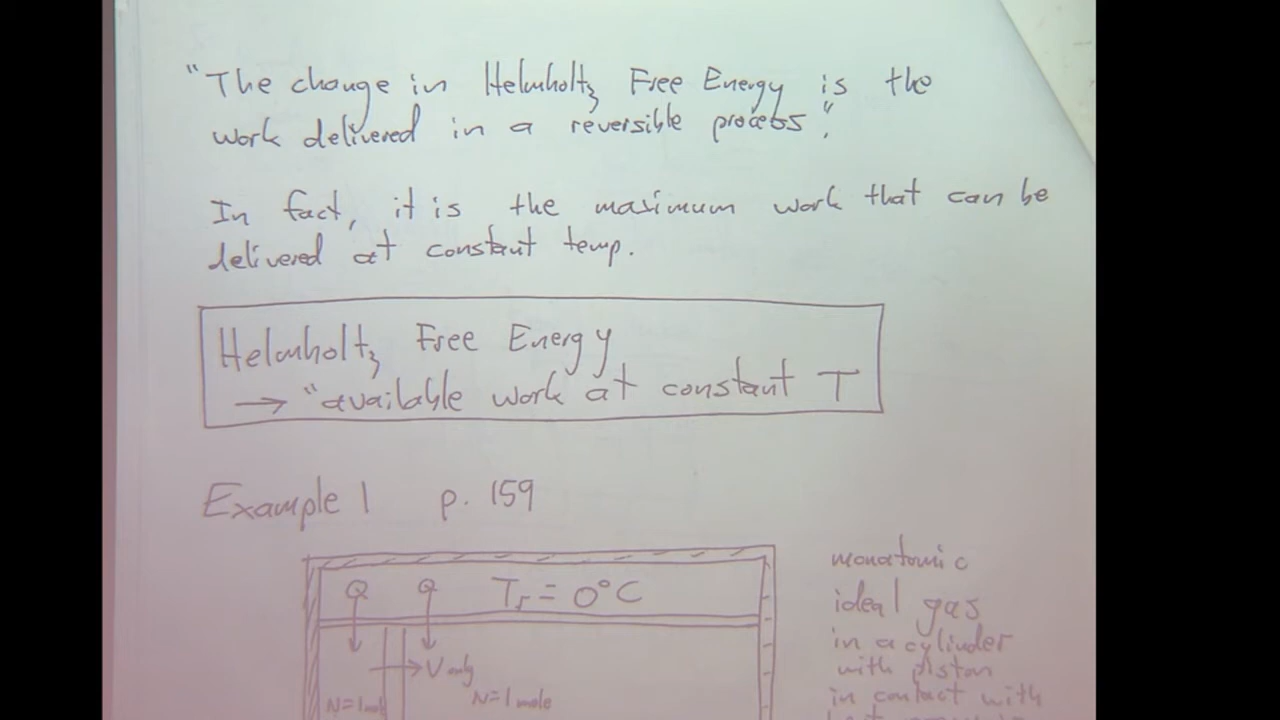 "The change in Helmholtz Free Energy is the
work delivered in a reversible process".
In fact, it is the maximum work that can be
delivered at constant temp.
Helmholtz Free Energy
→ "available work at constant T
Example 1 p. 159
Q Q Tr = 0°C
V only
N=1 mole
monatomic
ideal gas
in a cylinder
with piston
in contact with